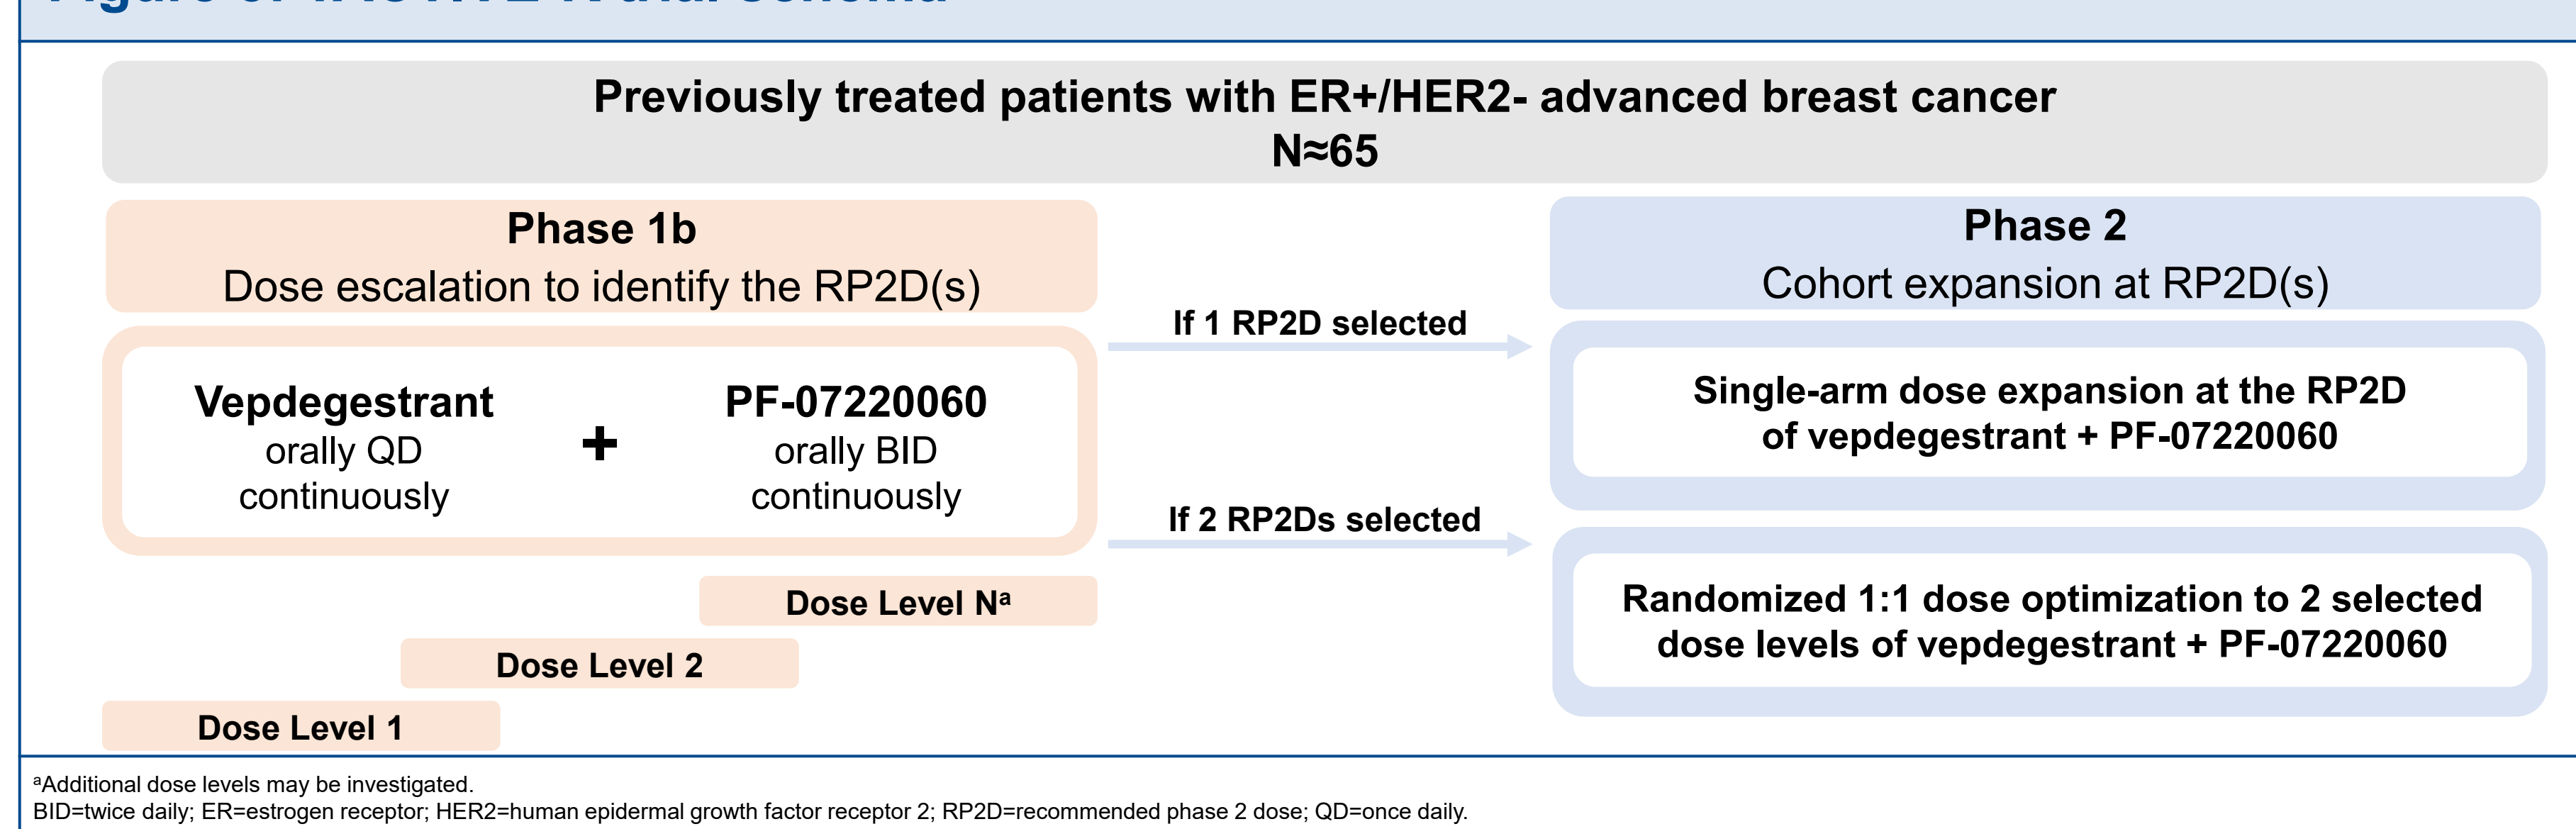 Previously treated patients with ER+/HER2- advanced breast cancer
N≈65
Phase 1b
Dose escalation to identify the RP2D(s)
Vepdegestrant
orally QD
continuously
+
PF-07220060
orally BID
continuously
Dose Level Nᵃ
Dose Level 2
Dose Level 1
If 1 RP2D selected
If 2 RP2Ds selected
Phase 2
Cohort expansion at RP2D(s)
Single-arm dose expansion at the RP2D
of vepdegestrant + PF-07220060
Randomized 1:1 dose optimization to 2 selected
dose levels of vepdegestrant + PF-07220060
ᵃAdditional dose levels may be investigated.
BID=twice daily; ER=estrogen receptor; HER2=human epidermal growth factor receptor 2; RP2D=recommended phase 2 dose; QD=once daily.